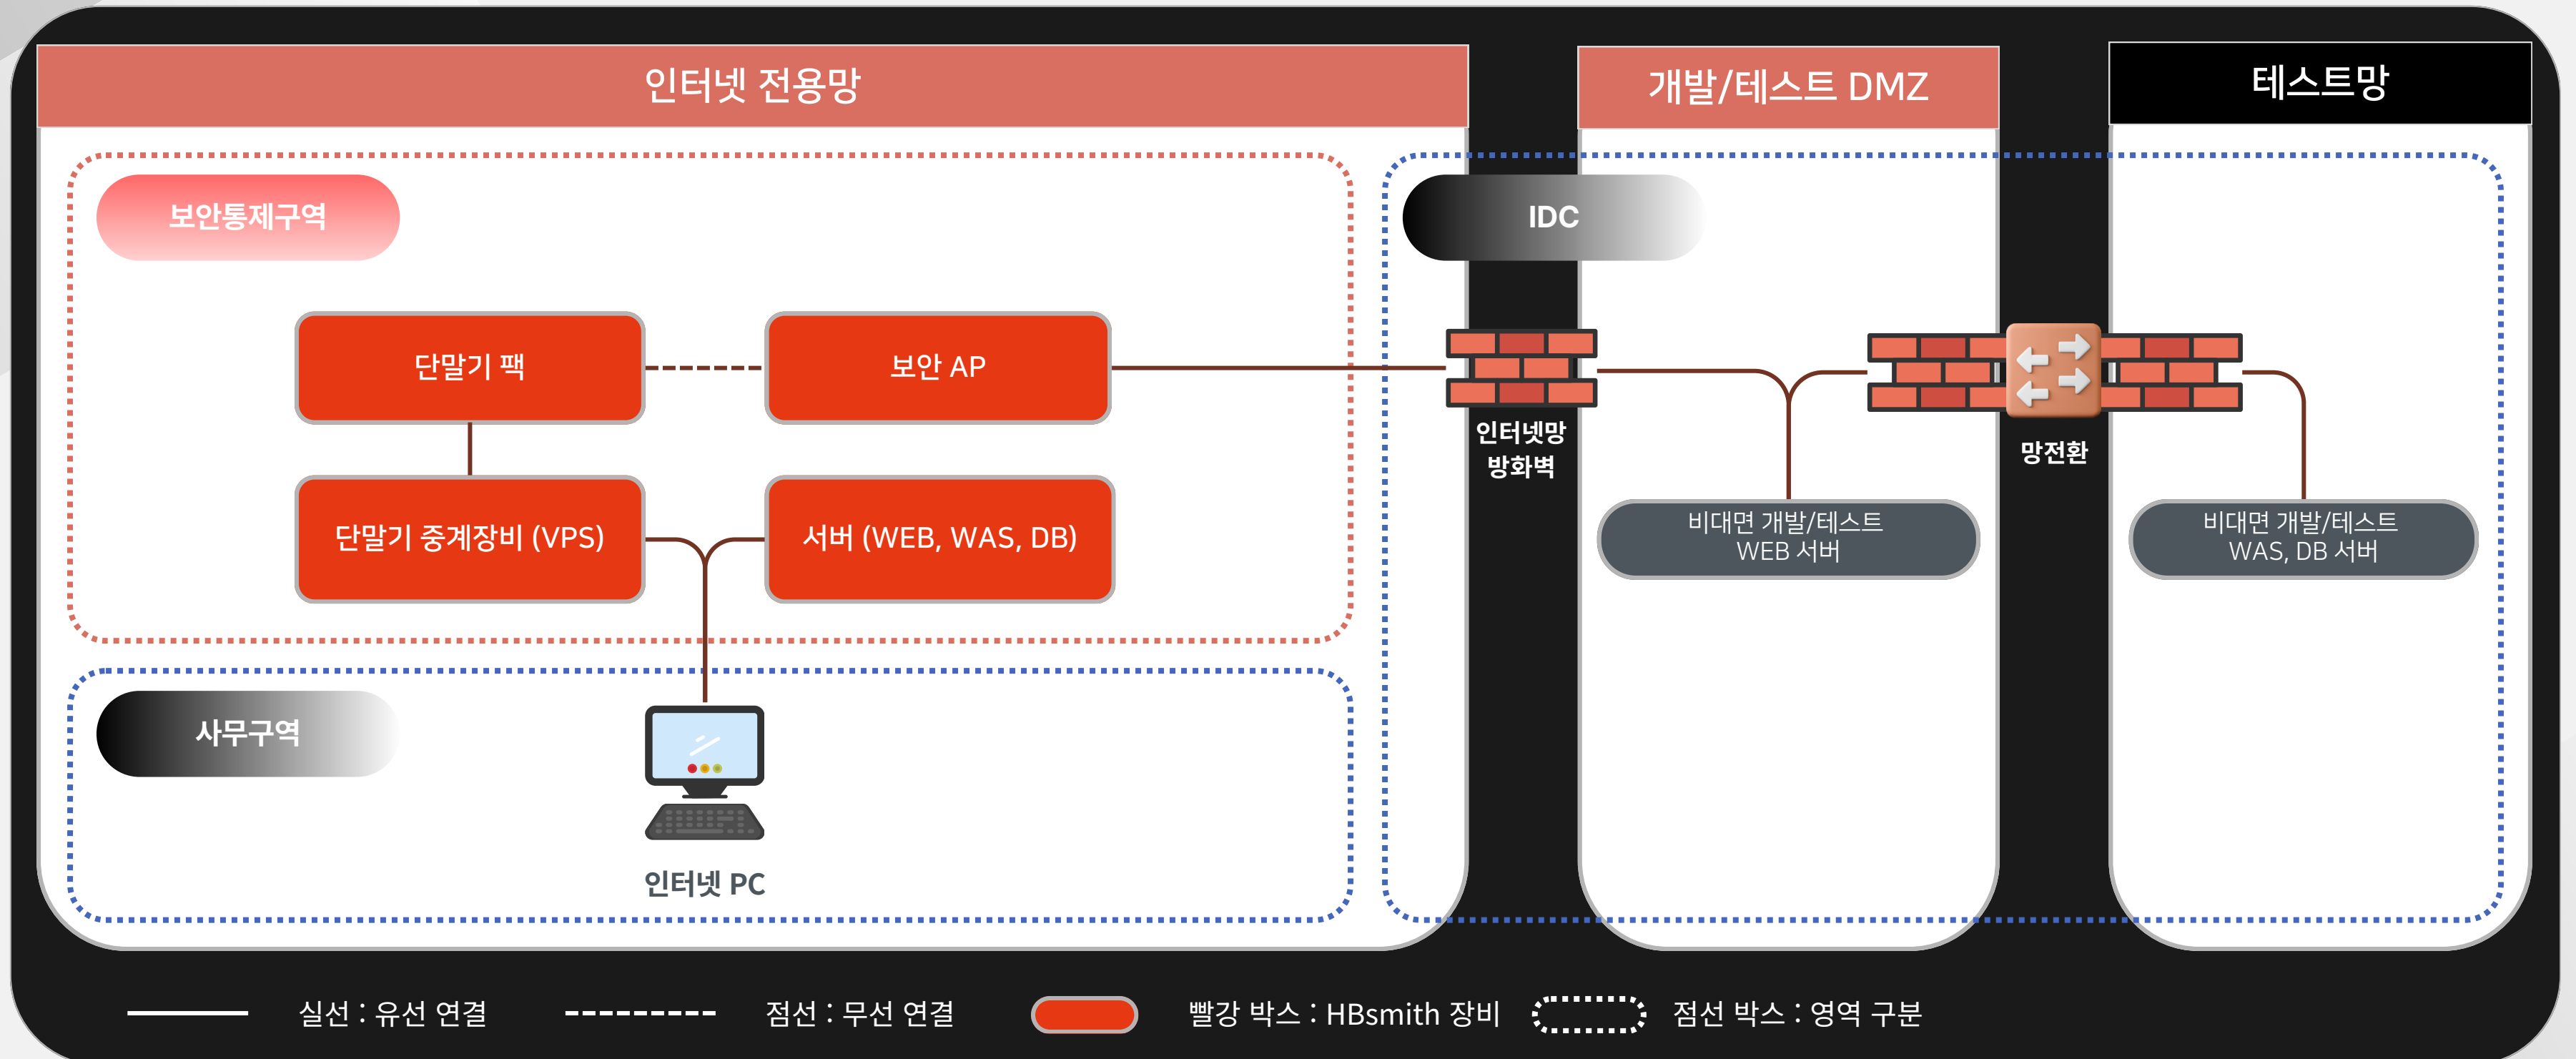 인터넷 전용망
개발/테스트 DMZ
테스트망
보안통제구역
IDC
단말기 팩
보안 AP
인터넷망
방화벽
망전환
단말기 중계장비 (VPS)
서버 (WEB, WAS, DB)
비대면 개발/테스트
WEB 서버
비대면 개발/테스트
WAS, DB 서버
사무구역
인터넷 PC
실선 : 유선 연결
점선 : 무선 연결
빨강 박스 : HBsmith 장비
점선 박스 : 영역 구분